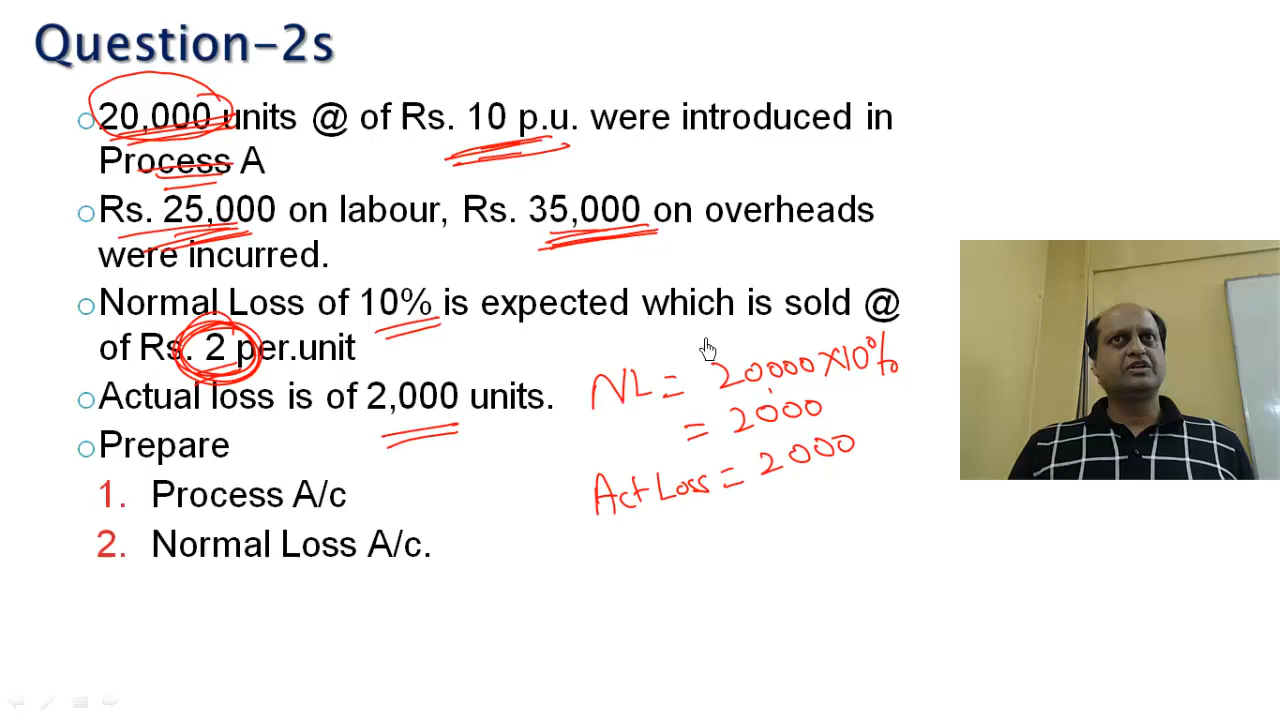 Question-2s
20,000 units @ of Rs. 10 p.u. were introduced in
Process A
Rs. 25,000 on labour, Rs. 35,000 on overheads
were incurred.
Normal Loss of 10% is expected which is sold @
of Rs. 2 per.unit
Actual loss is of 2,000 units.
Prepare
1. Process A/c
2. Normal Loss A/c.
NL = 20,000 × 10%
= 2000
Act Loss = 2000